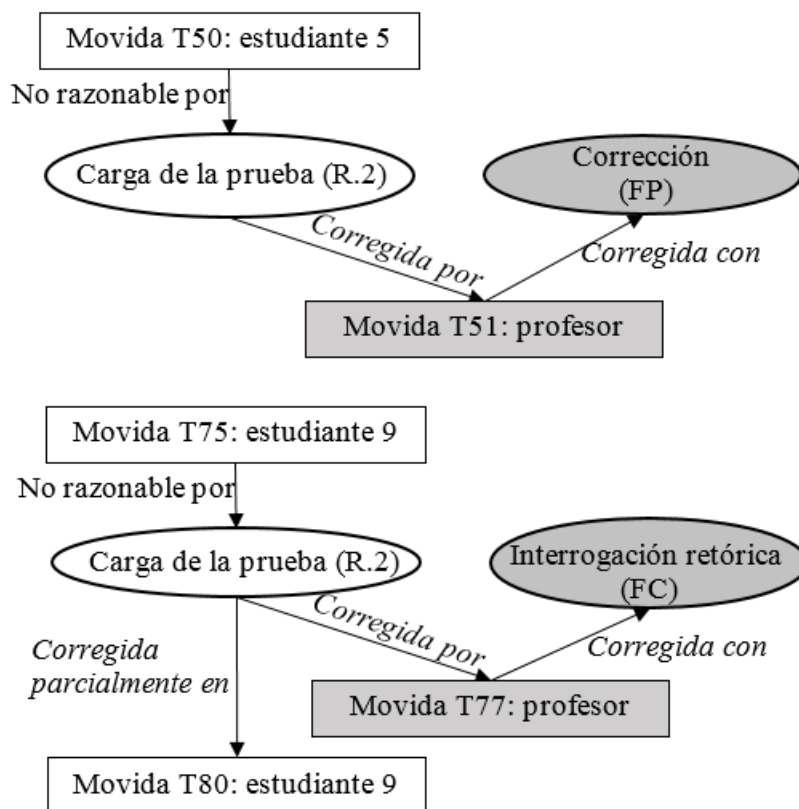 Movida T50: estudiante 5
No razonable por
Carga de la prueba (R.2)
Corrección
(FP)
Corregida por
Corregida con
Movida T51: profesor
Movida T75: estudiante 9
No razonable por
Carga de la prueba (R.2)
Interrogación retórica
(FC)
Corregida por
Corregida con
Corregida
parcialmente en
Movida T77: profesor
Movida T80: estudiante 9